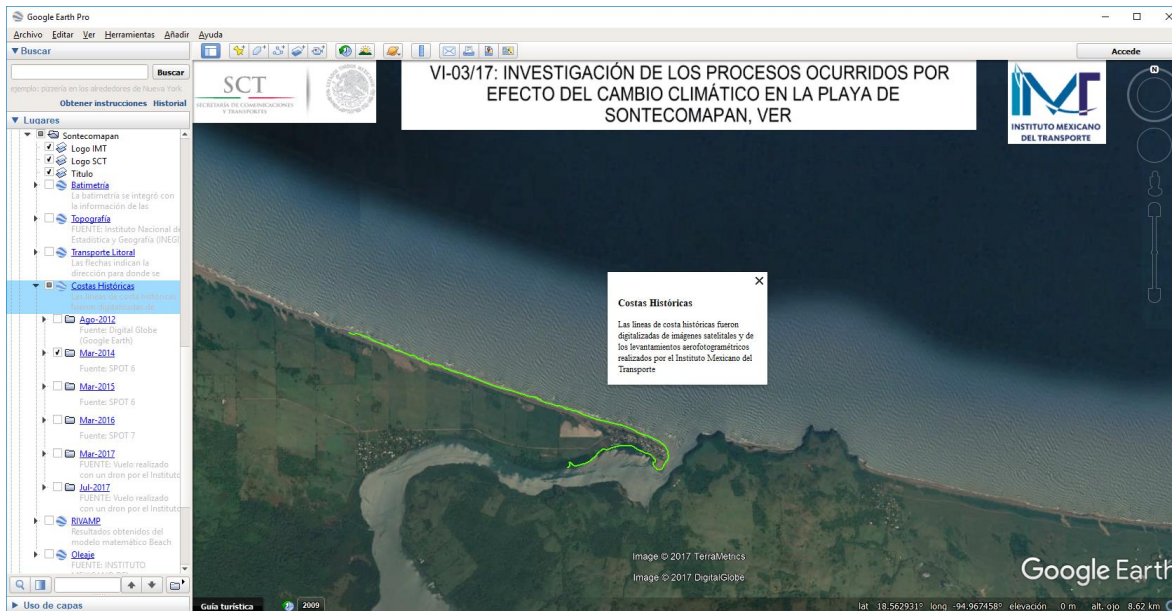 Google Earth Pro
Archivo Editar Ver Herramientas Añadir Ayuda
Buscar
Buscar
ejemplo: pizzería en los alrededores de Nueva York
Obtener instrucciones Historial
Lugares
Sontecomapan
Logo IMT
Logo SCT
Titulo
Batimetría
La batimetría se integró con
la información de las
Topografía
FUENTE: Instituto Nacional de
Estadística y Geografía (INEGI
Transporte Litoral
Las flechas indican la
dirección para donde se
Costas Históricas
Las líneas de costa históricas
fueron digitalizadas de
Ago-2012
Fuente: Digital Globe
(Google Earth)
Mar-2014
Fuente: SPOT 6
Mar-2015
Fuente: SPOT 6
Mar-2016
Fuente: SPOT 7
Mar-2017
FUENTE: Vuelo realizado
con un dron por el Instituto
Jul-2017
FUENTE: Vuelo realizado
con un dron por el Instituto
RIVAMP
Resultados obtenidos del
modelo matemático Beach
Oleaje
FUENTE: INSTITUTO
Uso de capas
Accede
SCT
SECRETARÍA DE COMUNICACIONES
Y TRANSPORTES
VI-03/17: INVESTIGACIÓN DE LOS PROCESOS OCURRIDOS POR
EFECTO DEL CAMBIO CLIMÁTICO EN LA PLAYA DE
SONTECOMAPAN, VER
IMT
INSTITUTO MEXICANO
DEL TRANSPORTE
N
Costas Históricas
Las líneas de costa históricas fueron
digitalizadas de imágenes satelitales y de
los levantamientos aerofotogramétricos
realizados por el Instituto Mexicano del
Transporte
Image © 2017 TerraMetrics
Image © 2017 DigitalGlobe
Google Earth
Guía turística
2009
lat 18.562931° long -94.967458° elevación 0 m alt. ojo 8.62 km